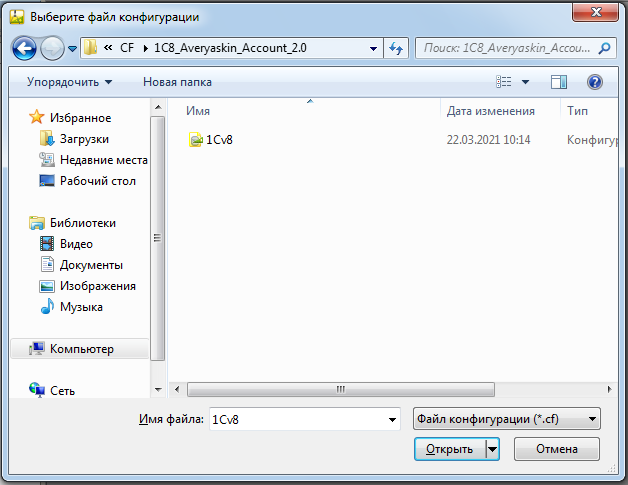 Выберите файл конфигурации
« CF ▸ 1C8_Averyaskin_Account_2.0
Поиск: 1C8_Averyaskin_Accou...
Упорядочить
Новая папка
Имя
Дата изменения
Тип
Избранное
Загрузки
Недавние места
Рабочий стол
Библиотеки
Видео
Документы
Изображения
Музыка
Компьютер
Сеть
1Cv8
22.03.2021 10:14
Конфигур
Имя файла:
1Cv8
Файл конфигурации (*.cf)
Открыть
Отмена